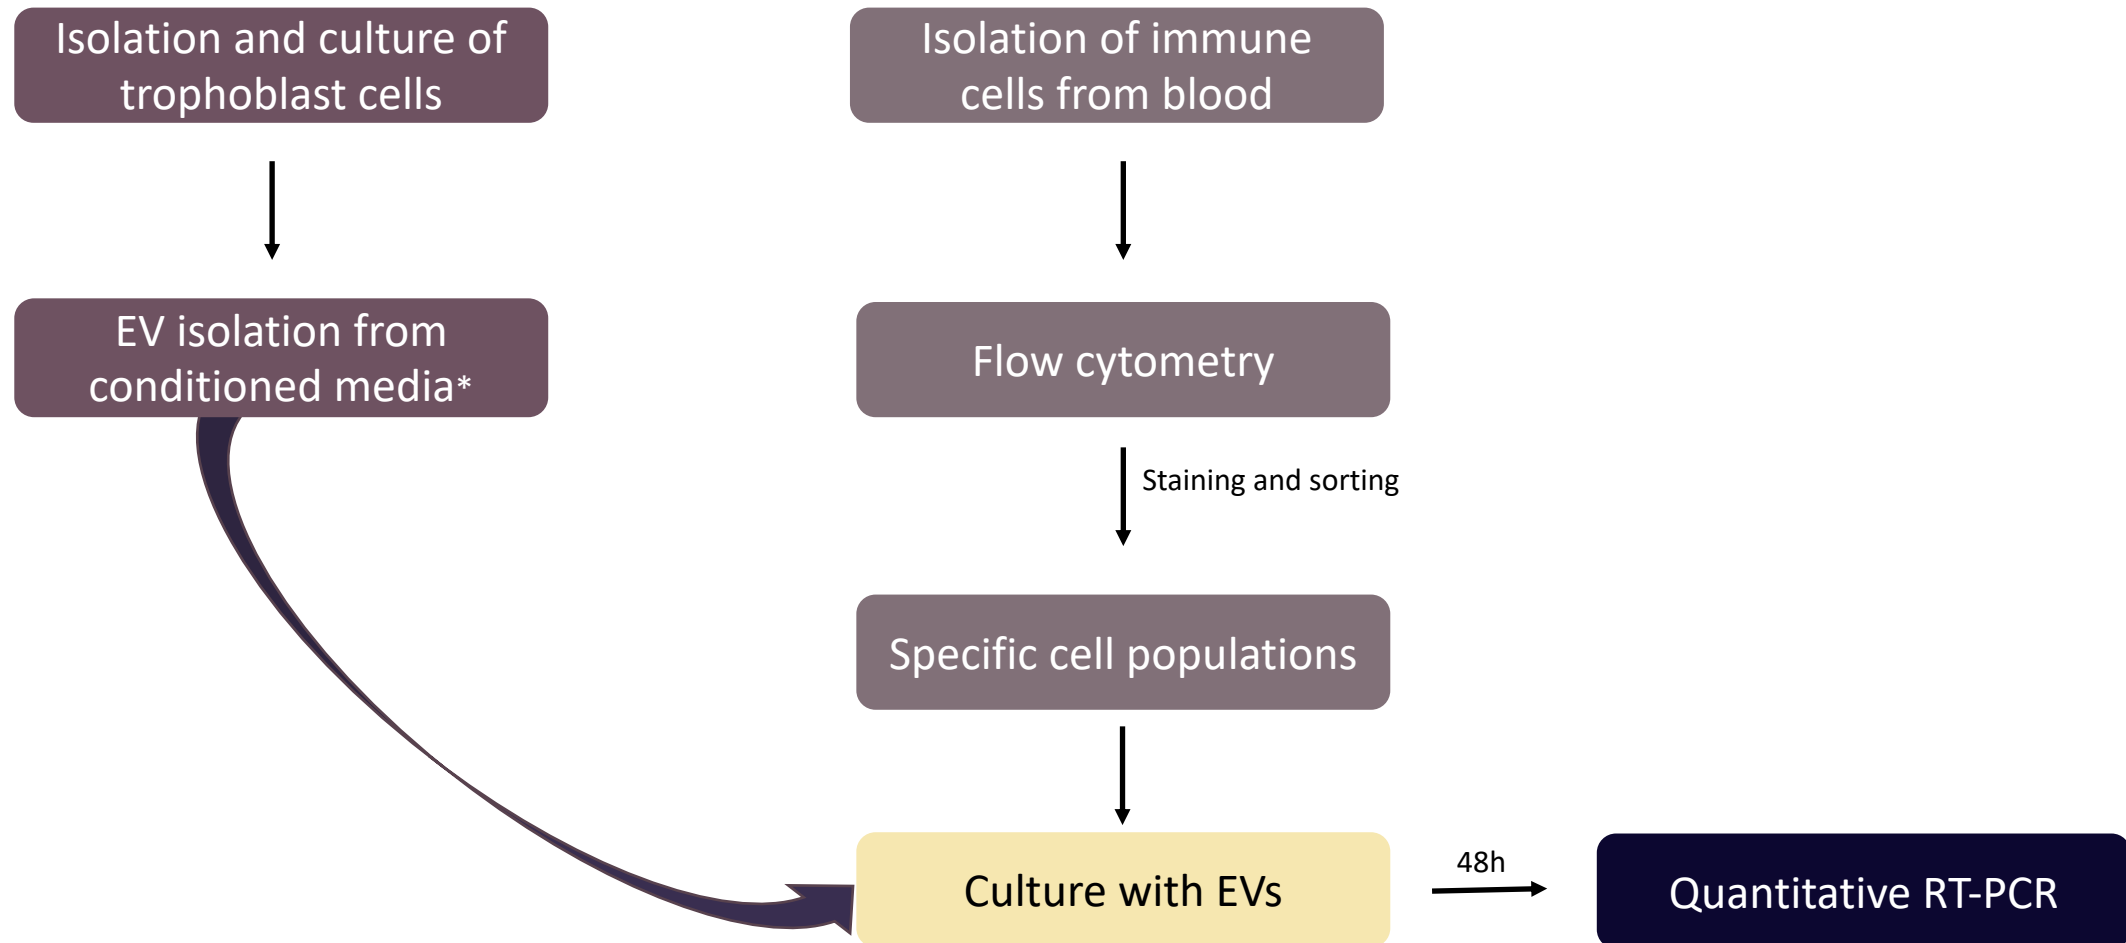 Isolation and culture of
trophoblast cells
Isolation of immune
cells from blood
EV isolation from
conditioned media*
Flow cytometry
Staining and sorting
Specific cell populations
Culture with EVs
48h
Quantitative RT-PCR